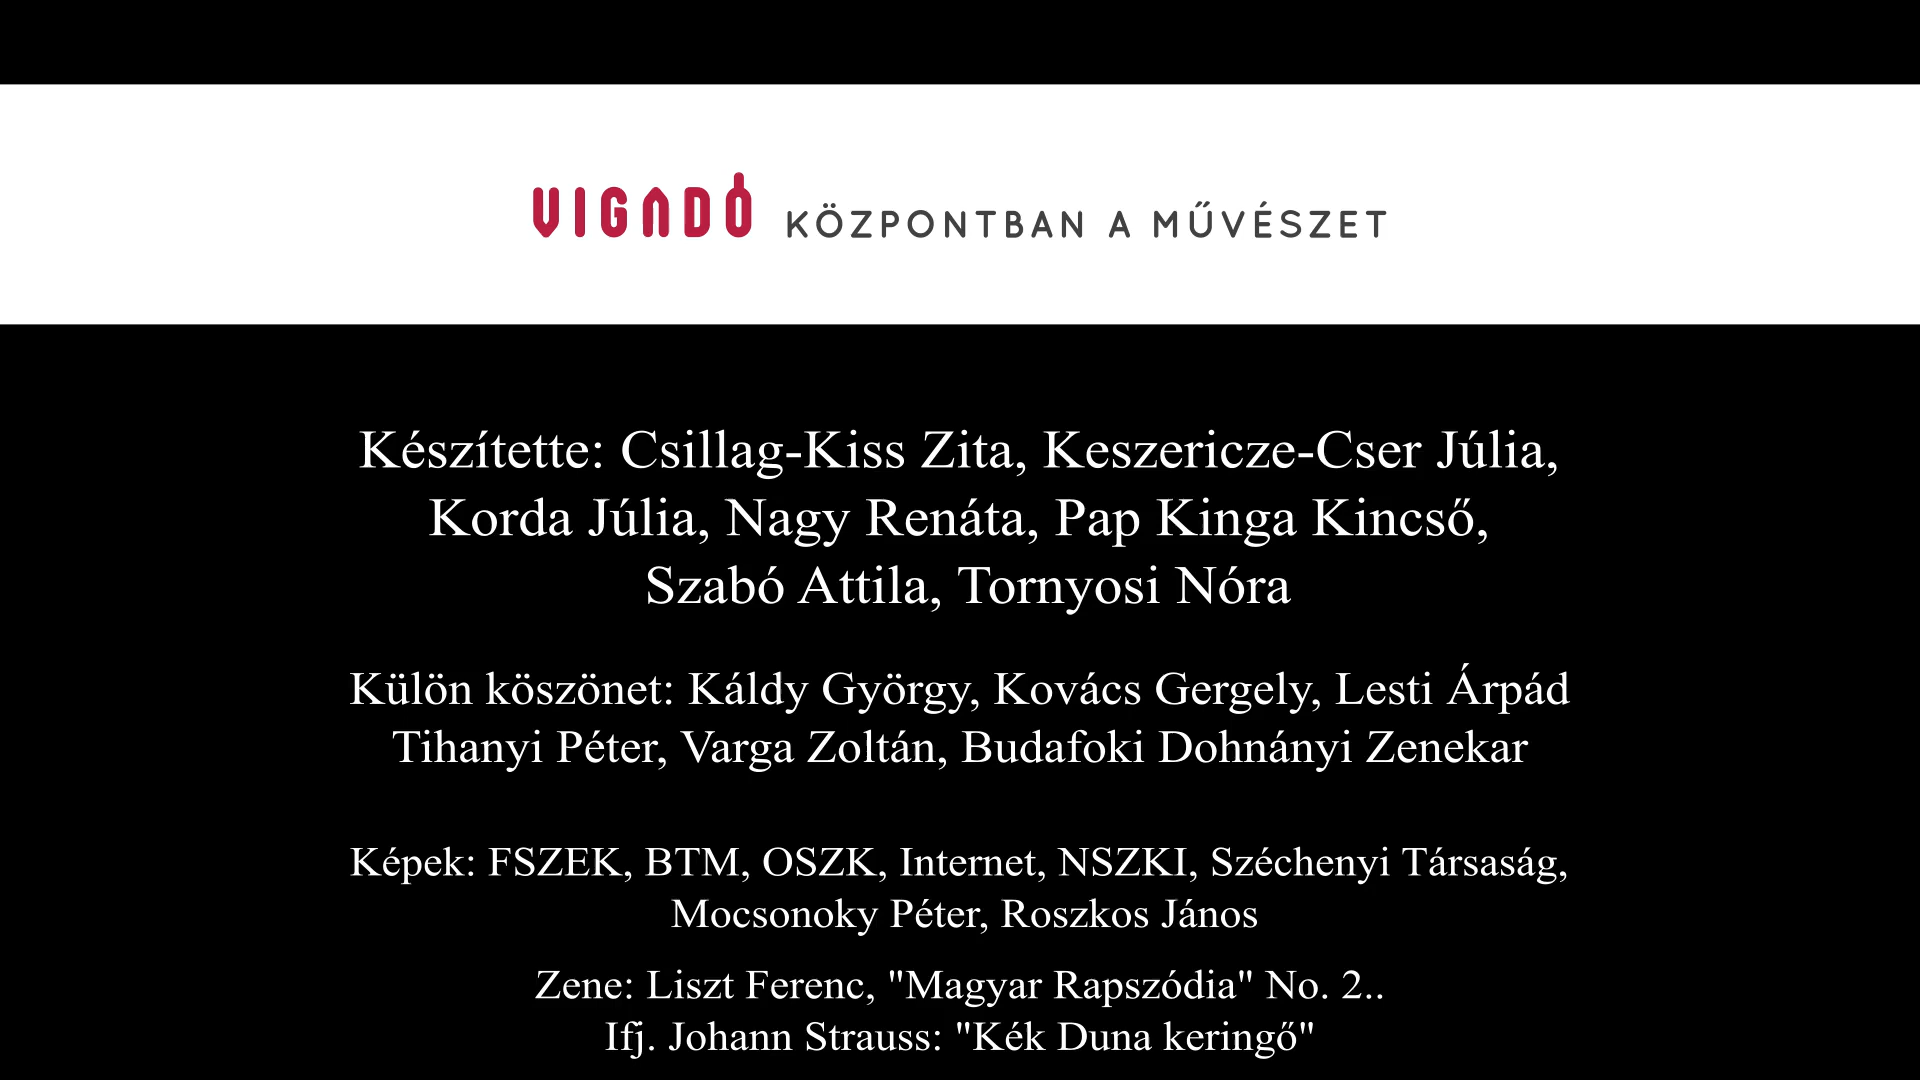 VIGADÓ KÖZPONTBAN A MŰVÉSZET
Készítette: Csillag-Kiss Zita, Keszericze-Cser Júlia,
Korda Júlia, Nagy Renáta, Pap Kinga Kincső,
Szabó Attila, Tornyosi Nóra
Külön köszönet: Káldy György, Kovács Gergely, Lesti Árpád
Tihanyi Péter, Varga Zoltán, Budafoki Dohnányi Zenekar
Képek: FSZEK, BTM, OSZK, Internet, NSZKI, Széchenyi Társaság,
Mocsonoky Péter, Roszkos János
Zene: Liszt Ferenc, "Magyar Rapszódia" No. 2..
Ifj. Johann Strauss: "Kék Duna keringő"